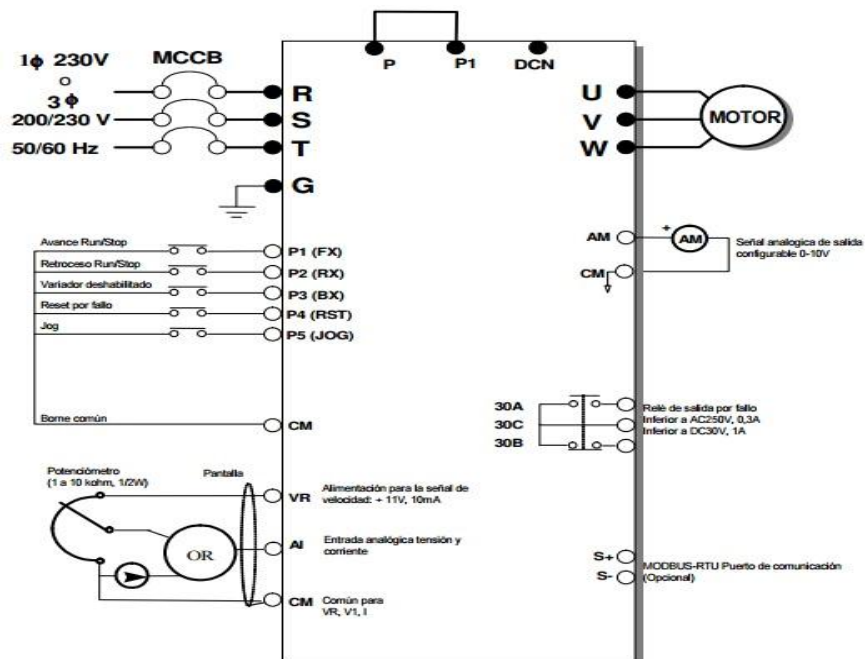 1ϕ 230V
MCCB
o
3ϕ
200/230 V
50/60 Hz
P
P1
DCN
R
S
T
G
U
V
W
MOTOR
Avance Run/Stop
P1 (FX)
Retroceso Run/Stop
P2 (RX)
Variador deshabilitado
P3 (BX)
Reset por fallo
P4 (RST)
Jog
P5 (JOG)
Borne común
CM
AM
+
AM
Señal analogica de salida
configurable 0-10V
CM
30A
30C
30B
Relé de salida por fallo
Inferior a AC250V, 0,3A
Inferior a DC30V, 1A
Potenciómetro
(1 a 10 kohm, 1/2W)
Pantalla
OR
VR
Alimentación para la señal de
velocidad: + 11V, 10mA
AI
Entrada analógica tensión y
corriente
CM
Común para
VR, V1, I
S+
S-
MODBUS-RTU Puerto de comunicación
(Opcional)